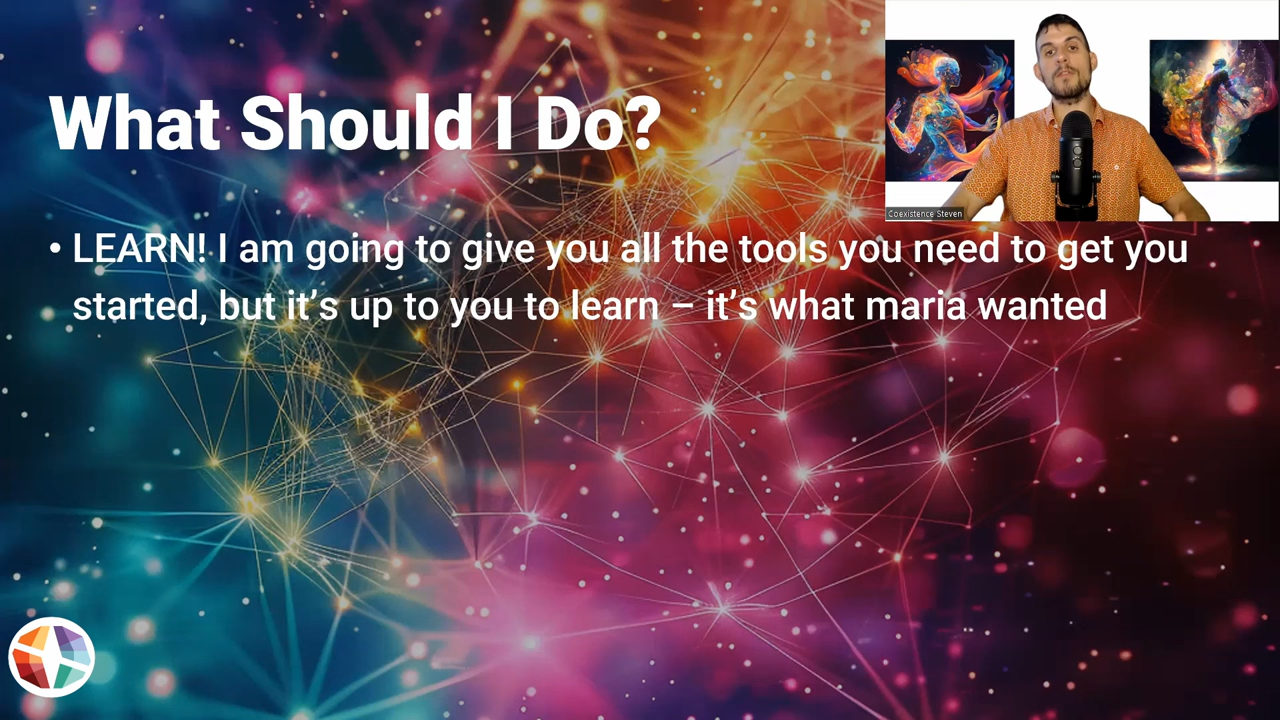 What Should I Do?
• LEARN! I am going to give you all the tools you need to get you
started, but it’s up to you to learn – it’s what maria wanted
Coexistence Steven